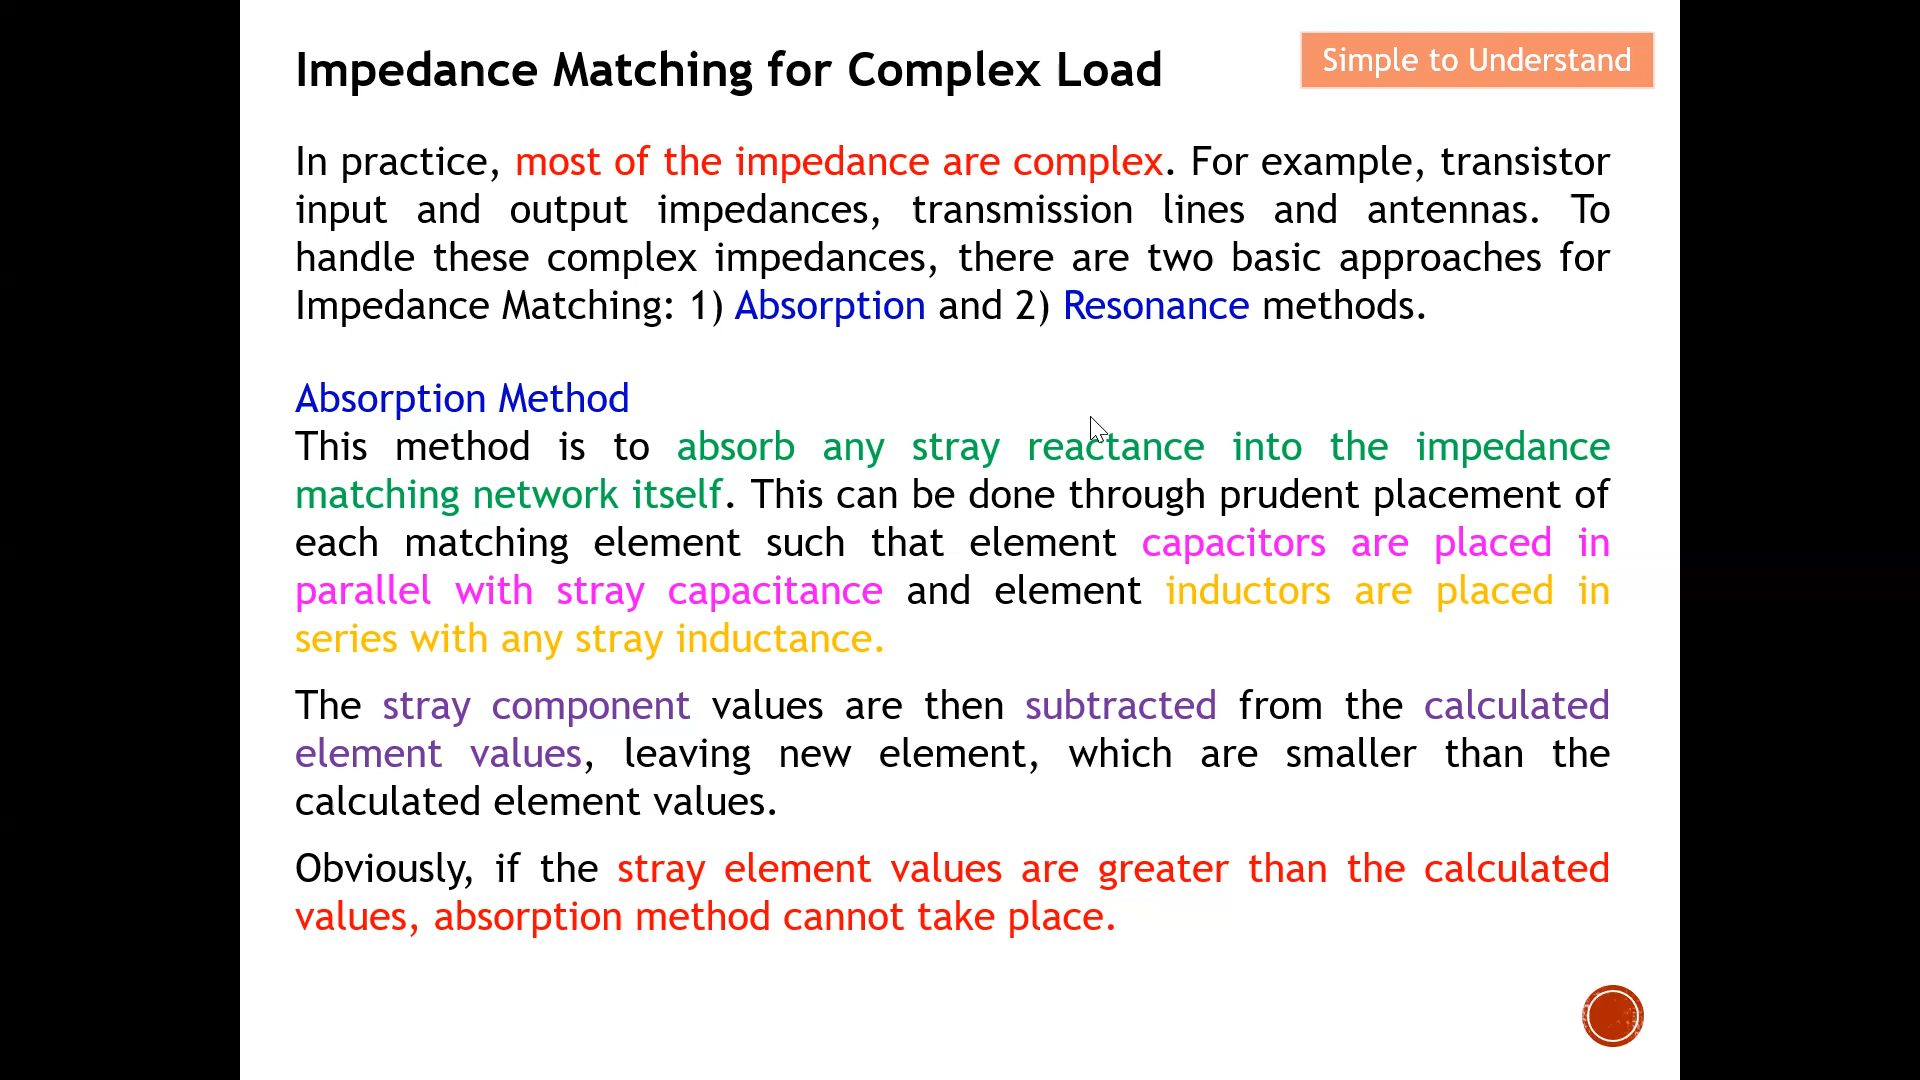 Impedance Matching for Complex Load
Simple to Understand
In practice, most of the impedance are complex. For example, transistor
input and output impedances, transmission lines and antennas. To
handle these complex impedances, there are two basic approaches for
Impedance Matching: 1) Absorption and 2) Resonance methods.
Absorption Method
This method is to absorb any stray reactance into the impedance
matching network itself. This can be done through prudent placement of
each matching element such that element capacitors are placed in
parallel with stray capacitance and element inductors are placed in
series with any stray inductance.
The stray component values are then subtracted from the calculated
element values, leaving new element, which are smaller than the
calculated element values.
Obviously, if the stray element values are greater than the calculated
values, absorption method cannot take place.